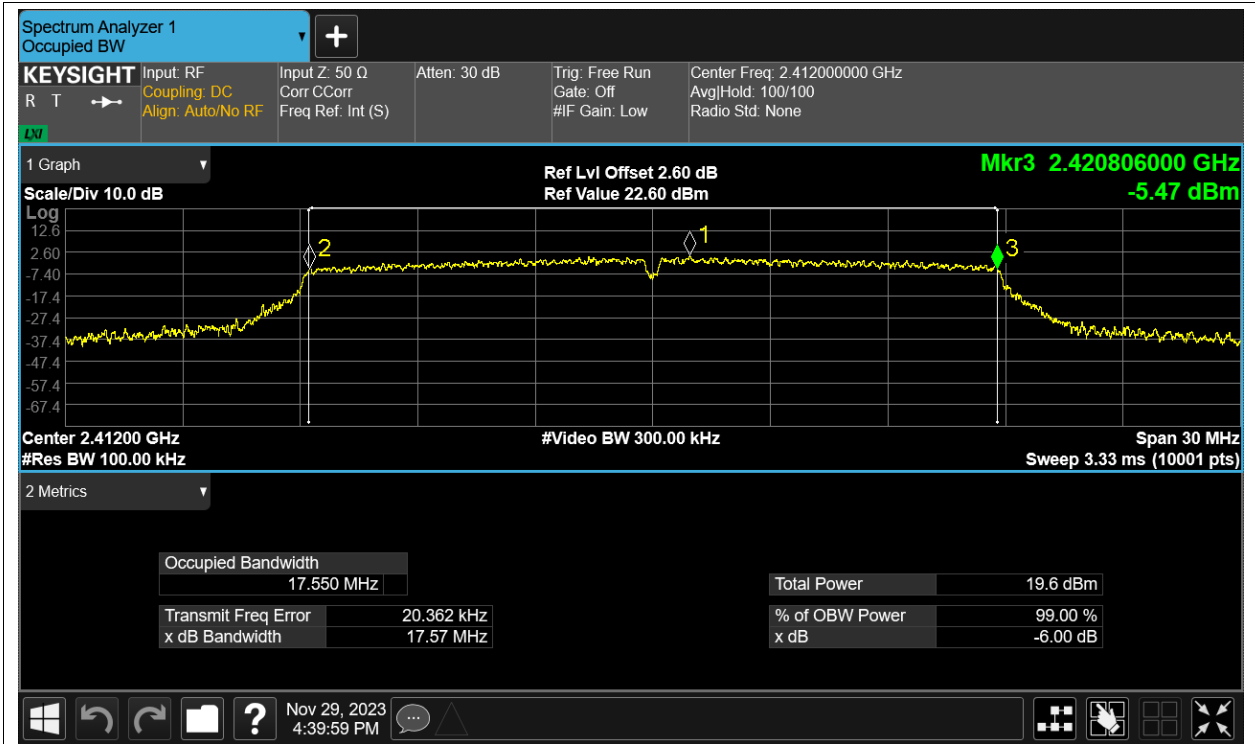 Spectrum Analyzer 1
Occupied BW
KEYSIGHT
R T
LXI
Input: RF
Coupling: DC
Align: Auto/No RF
Input Z: 50 Ω
Corr CCorr
Freq Ref: Int (S)
Atten: 30 dB
Trig: Free Run
Gate: Off
#IF Gain: Low
Center Freq: 2.412000000 GHz
Avg|Hold: 100/100
Radio Std: None
1 Graph
Scale/Div 10.0 dB
Ref Lvl Offset 2.60 dB
Ref Value 22.60 dBm
Mkr3 2.420806000 GHz
-5.47 dBm
Log
12.6
2.60
-7.40
-17.4
-27.4
-37.4
-47.4
-57.4
-67.4
2
1
3
Center 2.41200 GHz
#Res BW 100.00 kHz
#Video BW 300.00 kHz
Span 30 MHz
Sweep 3.33 ms (10001 pts)
2 Metrics
Occupied Bandwidth
17.550 MHz
Transmit Freq Error 20.362 kHz
x dB Bandwidth 17.57 MHz
Total Power 19.6 dBm
% of OBW Power 99.00 %
x dB -6.00 dB
?
Nov 29, 2023
4:39:59 PM